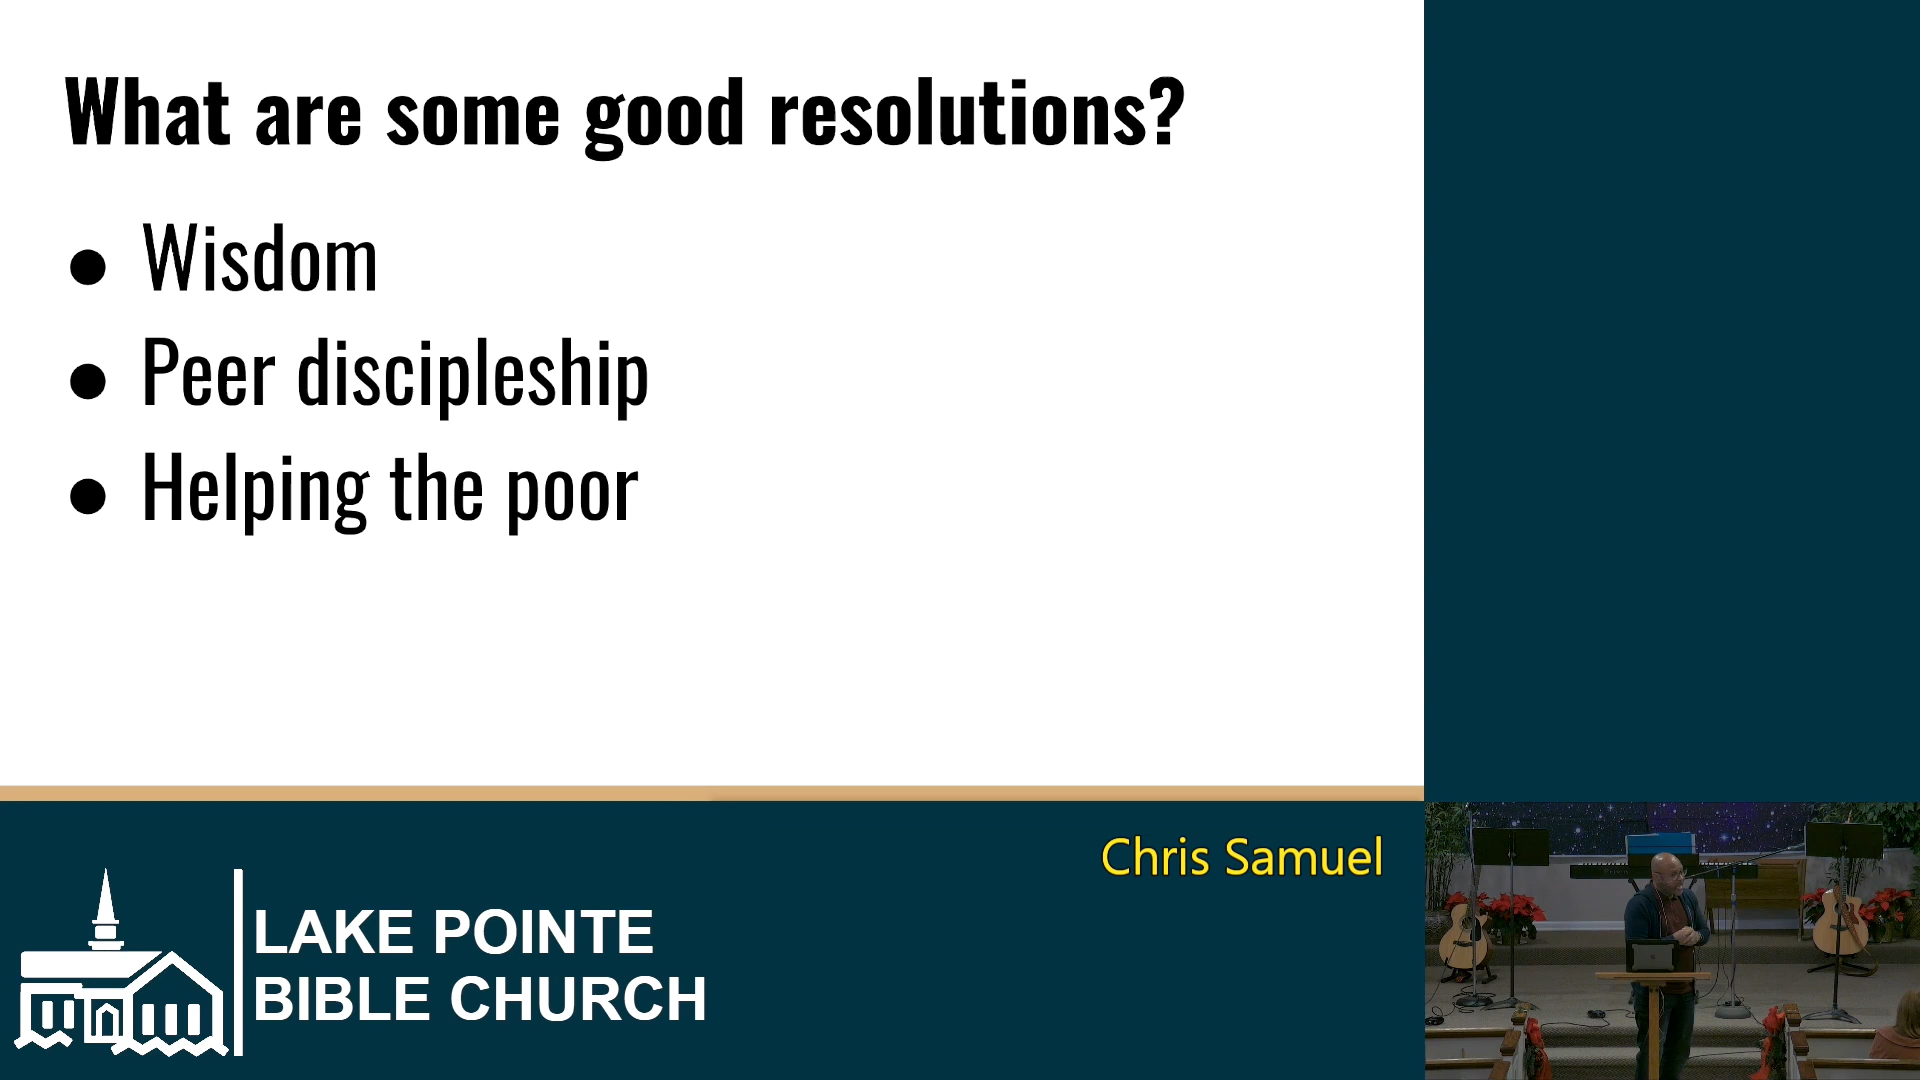 What are some good resolutions?
● Wisdom
● Peer discipleship
● Helping the poor
Chris Samuel
LAKE POINTE
BIBLE CHURCH